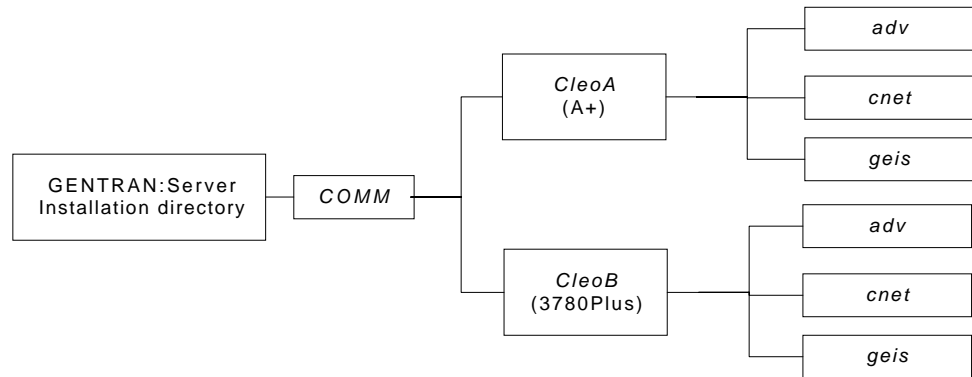 GENTRAN:Server
Installation directory
COMM
CleoA
(A+)
adv
cnet
geis
CleoB
(3780Plus)
adv
cnet
geis